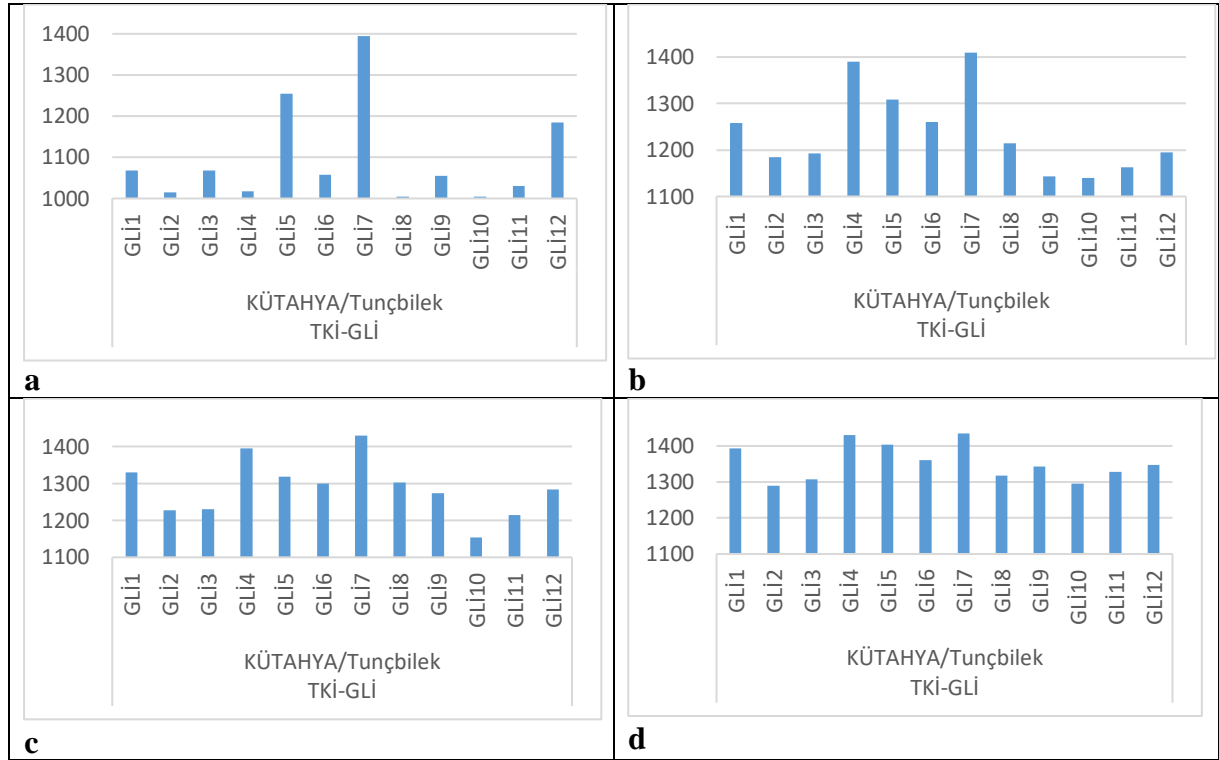 1400
1300
1200
1100
1000
GLİ1 GLİ2 GLİ3 GLİ4 GLİ5 GLİ6 GLİ7 GLİ8 GLİ9 GLİ10 GLİ11 GLİ12
KÜTAHYA/Tunçbilek
TKİ-GLİ
a
1400
1300
1200
1100
GLİ1 GLİ2 GLİ3 GLİ4 GLİ5 GLİ6 GLİ7 GLİ8 GLİ9 GLİ10 GLİ11 GLİ12
KÜTAHYA/Tunçbilek
TKİ-GLİ
b
1400
1300
1200
1100
GLİ1 GLİ2 GLİ3 GLİ4 GLİ5 GLİ6 GLİ7 GLİ8 GLİ9 GLİ10 GLİ11 GLİ12
KÜTAHYA/Tunçbilek
TKİ-GLİ
c
1400
1300
1200
1100
GLİ1 GLİ2 GLİ3 GLİ4 GLİ5 GLİ6 GLİ7 GLİ8 GLİ9 GLİ10 GLİ11 GLİ12
KÜTAHYA/Tunçbilek
TKİ-GLİ
d